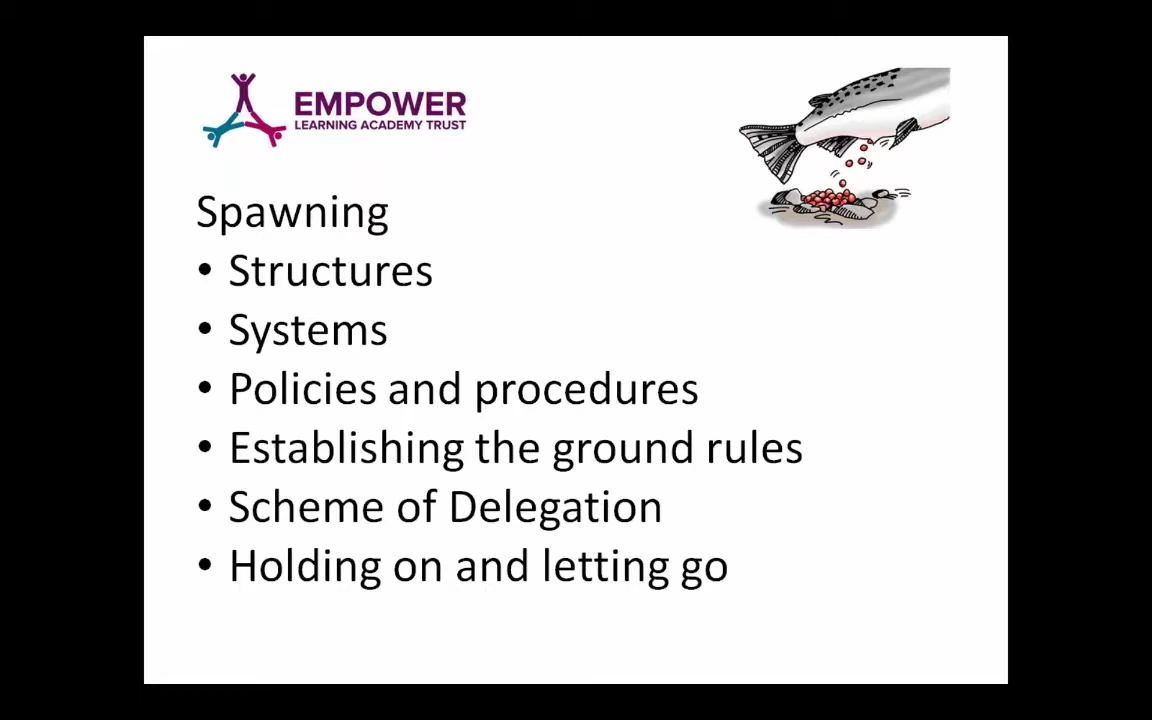 EMPOWER
LEARNING ACADEMY TRUST
Spawning
• Structures
• Systems
• Policies and procedures
• Establishing the ground rules
• Scheme of Delegation
• Holding on and letting go